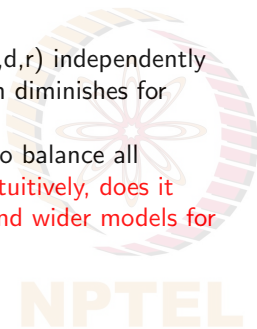 ,d,r) independently
n diminishes for
o balance all
tuitively, does it
nd wider models for
NPTEL